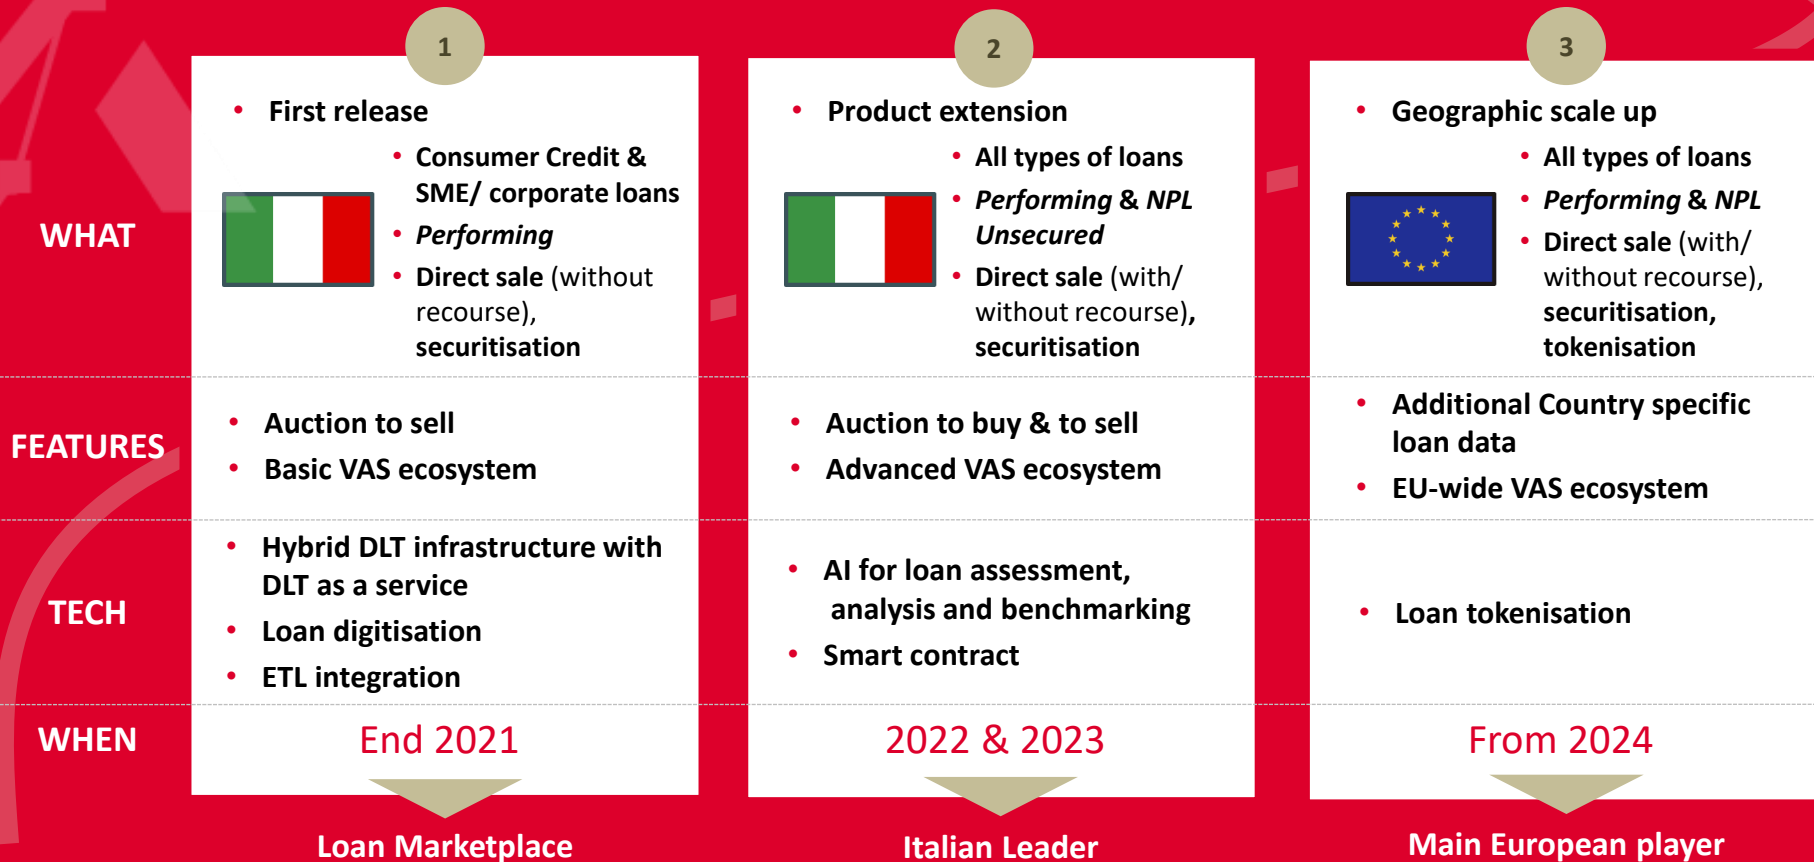 1
2
3
WHAT
• First release
• Consumer Credit &
SME/ corporate loans
• Performing
• Direct sale (without
recourse),
securitisation
• Product extension
• All types of loans
• Performing & NPL
Unsecured
• Direct sale (with/
without recourse),
securitisation
• Geographic scale up
• All types of loans
• Performing & NPL
• Direct sale (with/
without recourse),
securitisation,
tokenisation
FEATURES
• Auction to sell
• Basic VAS ecosystem
• Auction to buy & to sell
• Advanced VAS ecosystem
• Additional Country specific
loan data
• EU-wide VAS ecosystem
TECH
• Hybrid DLT infrastructure with
DLT as a service
• Loan digitisation
• ETL integration
• AI for loan assessment,
analysis and benchmarking
• Smart contract
• Loan tokenisation
WHEN
End 2021
2022 & 2023
From 2024
Loan Marketplace
Italian Leader
Main European player